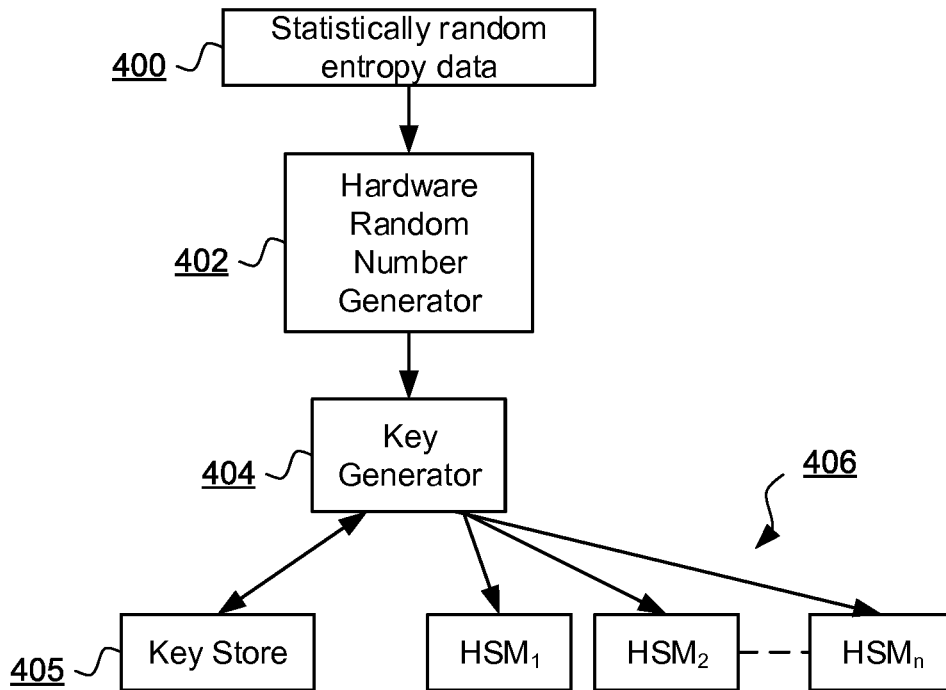 Statistically random
entropy data
400
Hardware
Random
Number
Generator
402
Key
Generator
404
406
Key Store
405
HSM₁
HSM₂
HSMₙ